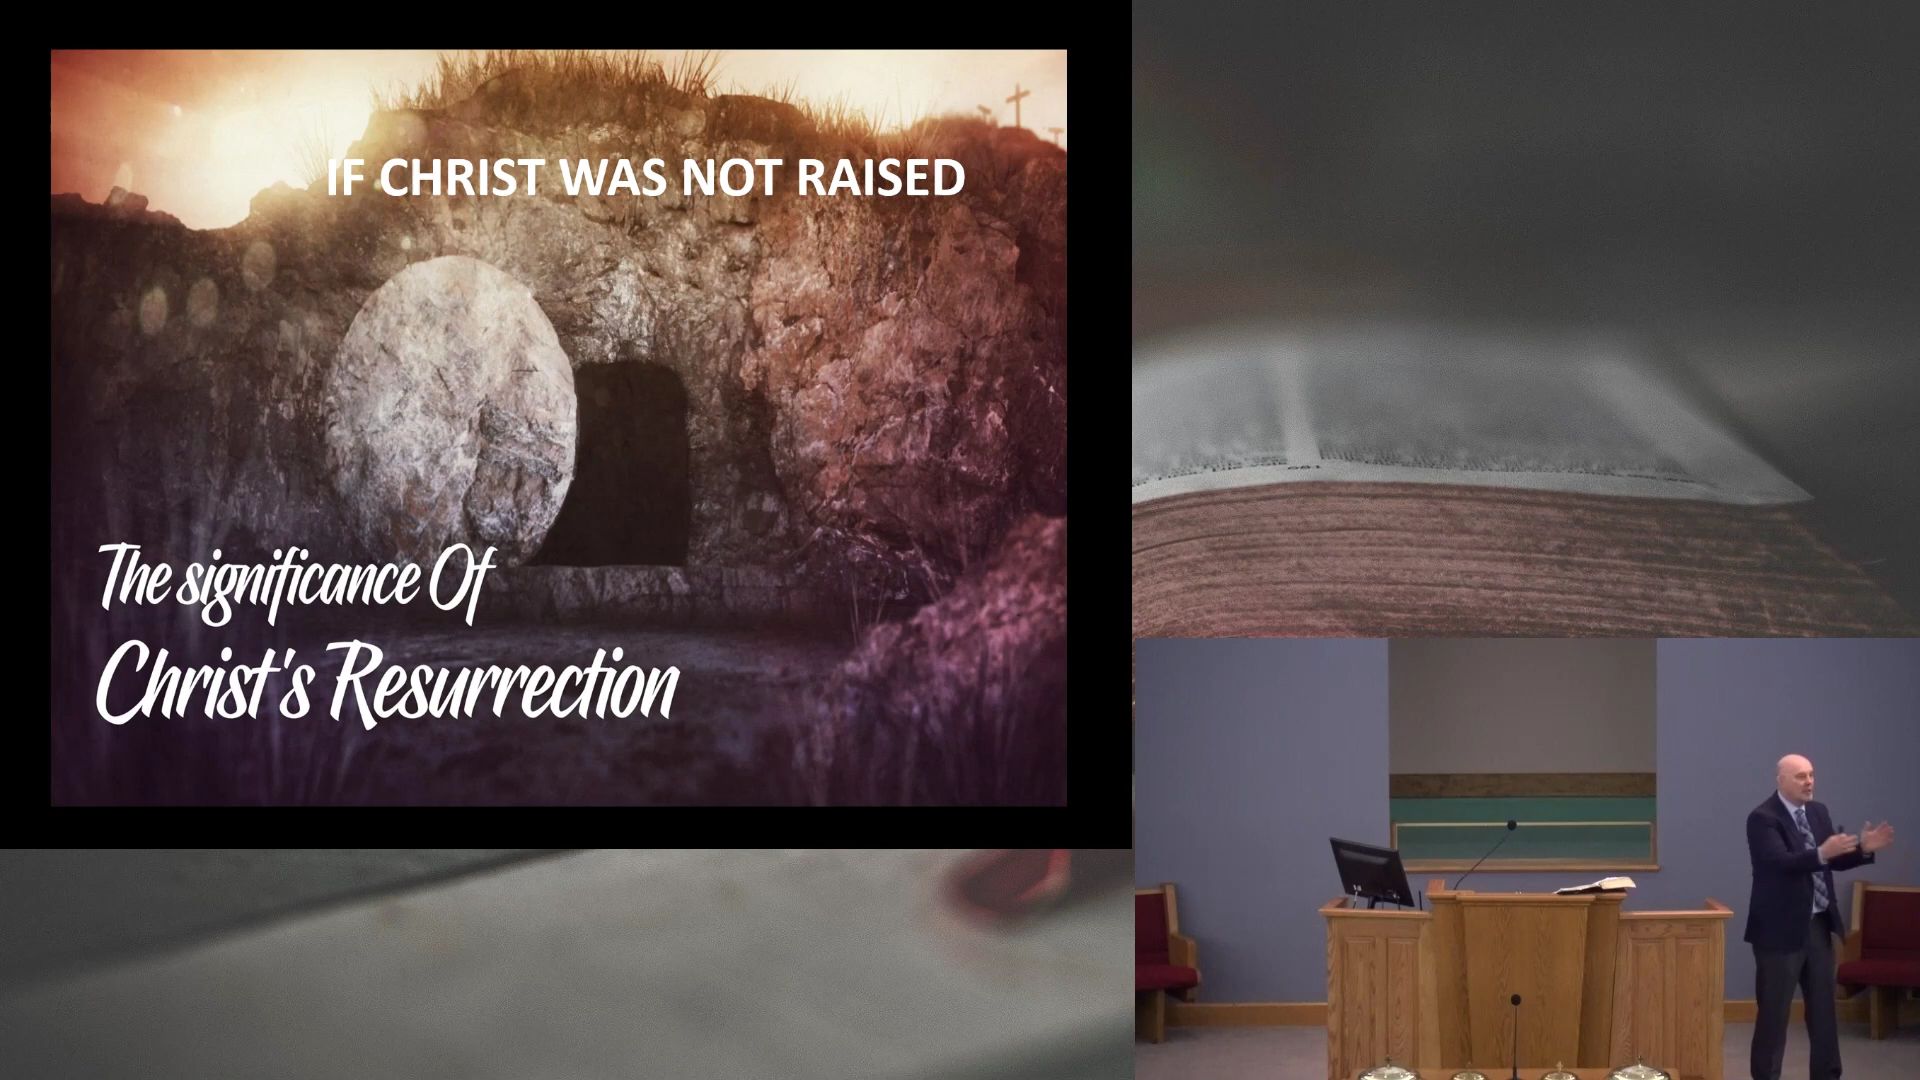 IF CHRIST WAS NOT RAISED
The significance Of
Christ's Resurrection